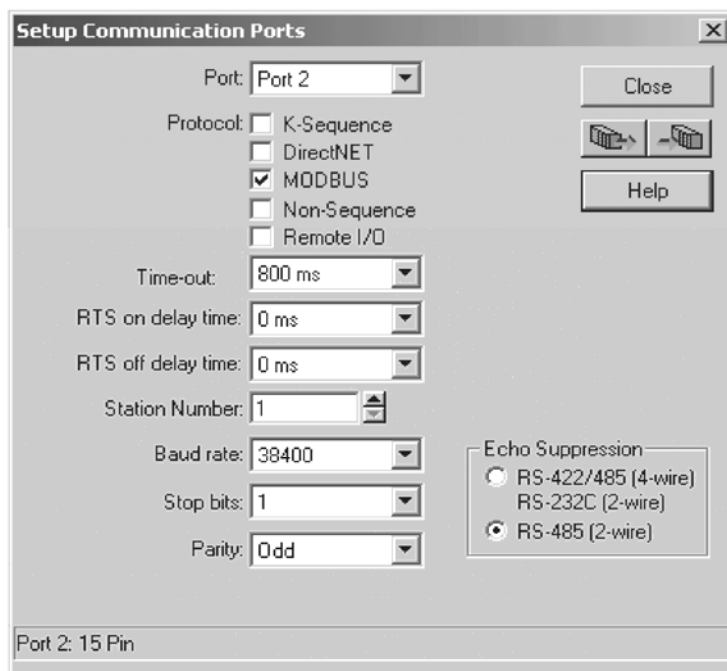 Setup Communication Ports
Port: Port 2
Close
Protocol: K-Sequence
DirectNET
MODBUS
Help
Non-Sequence
Remote I/O
Time-out: 800 ms
RTS on delay time: 0 ms
RTS off delay time: 0 ms
Station Number: 1
Baud rate: 38400
Stop bits: 1
Parity: Odd
Echo Suppression
RS-422/485 (4-wire)
RS-232C (2-wire)
RS-485 (2-wire)
Port 2: 15 Pin